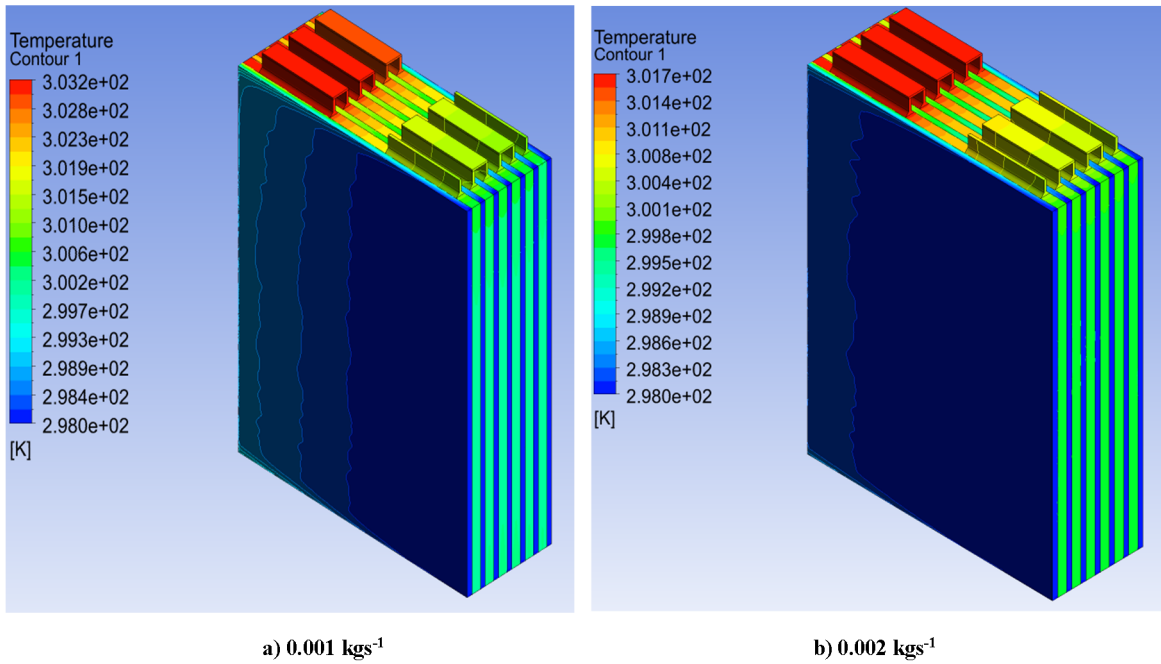 Temperature
Contour 1
3.032e+02
3.028e+02
3.023e+02
3.019e+02
3.015e+02
3.010e+02
3.006e+02
3.002e+02
2.997e+02
2.993e+02
2.989e+02
2.984e+02
2.980e+02
[K]
Temperature
Contour 1
3.017e+02
3.014e+02
3.011e+02
3.008e+02
3.004e+02
3.001e+02
2.998e+02
2.995e+02
2.992e+02
2.989e+02
2.986e+02
2.983e+02
2.980e+02
[K]
a) 0.001 kgs⁻¹
b) 0.002 kgs⁻¹